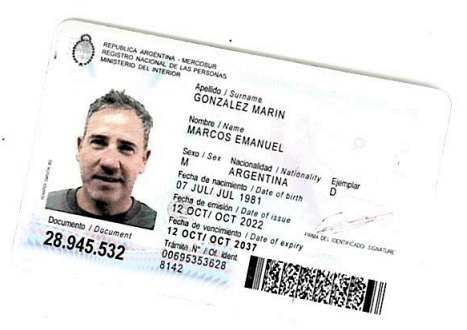 REPUBLICA ARGENTINA - MERCOSUR
REGISTRO NACIONAL DE LAS PERSONAS
MINISTERIO DEL INTERIOR
Apellido / Surname
GONZALEZ MARIN
Nombre / Name
MARCOS EMANUEL
Sexo / Sex Nacionalidad / Nationality Ejemplar
M ARGENTINA D
Fecha de nacimiento / Date of birth
07 JUL/ JUL 1981
Fecha de emisión / Date of issue
12 OCT/ OCT 2022
Fecha de vencimiento / Date of expiry
12 OCT/ OCT 2037
FIRMA DEL IDENTIFICADO/ SIGNATURE
Documento / Document
28.945.532
Trámite N° / Of. ident.
00695353628
8142